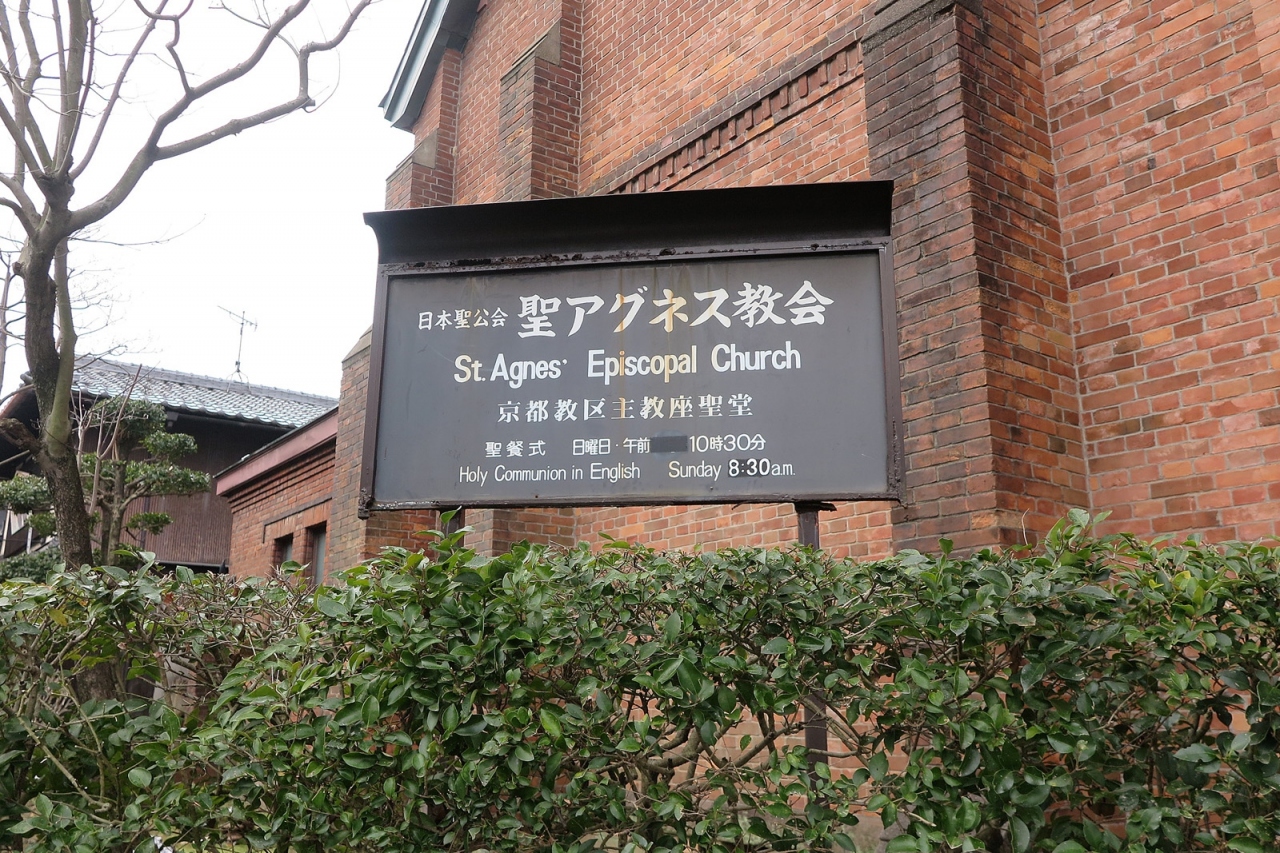 日本聖公会 聖アグネス教会
St. Agnes' Episcopal Church
京都教区主教座聖堂
聖餐式 日曜日・午前 10時30分
Holy Communion in English Sunday 8:30 a.m.